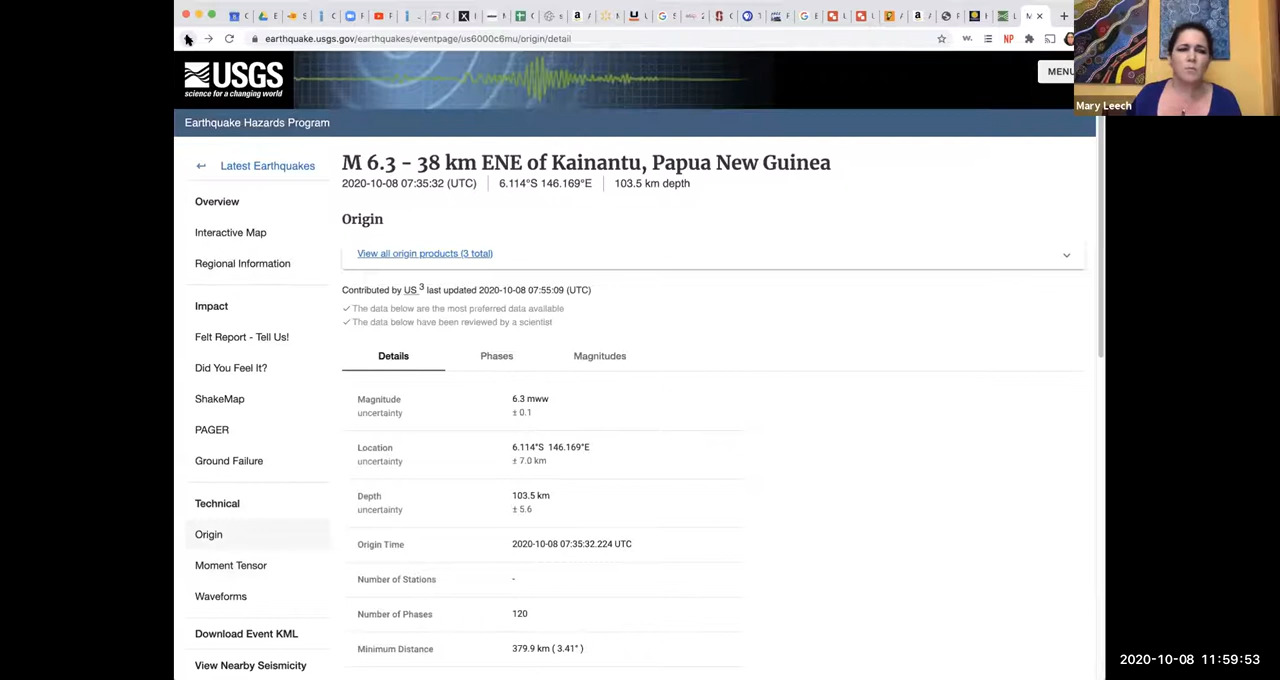 earthquake.usgs.gov/earthquakes/eventpage/us6000c6mu/origin/detail
USGS
science for a changing world
MENU
Mary Leech
Earthquake Hazards Program
↩ Latest Earthquakes
Overview
Interactive Map
Regional Information
Impact
Felt Report - Tell Us!
Did You Feel It?
ShakeMap
PAGER
Ground Failure
Technical
Origin
Moment Tensor
Waveforms
Download Event KML
View Nearby Seismicity
M 6.3 - 38 km ENE of Kainantu, Papua New Guinea
2020-10-08 07:35:32 (UTC) 6.114°S 146.169°E 103.5 km depth
Origin
View all origin products (3 total)
Contributed by US 3 last updated 2020-10-08 07:55:09 (UTC)
✓ The data below are the most preferred data available
✓ The data below have been reviewed by a scientist
Details Phases Magnitudes
Magnitude 6.3 mww
uncertainty ± 0.1
Location 6.114°S 146.169°E
uncertainty ± 7.0 km
Depth 103.5 km
uncertainty ± 5.6
Origin Time 2020-10-08 07:35:32.224 UTC
Number of Stations -
Number of Phases 120
Minimum Distance 379.9 km ( 3.41° )
2020-10-08 11:59:53